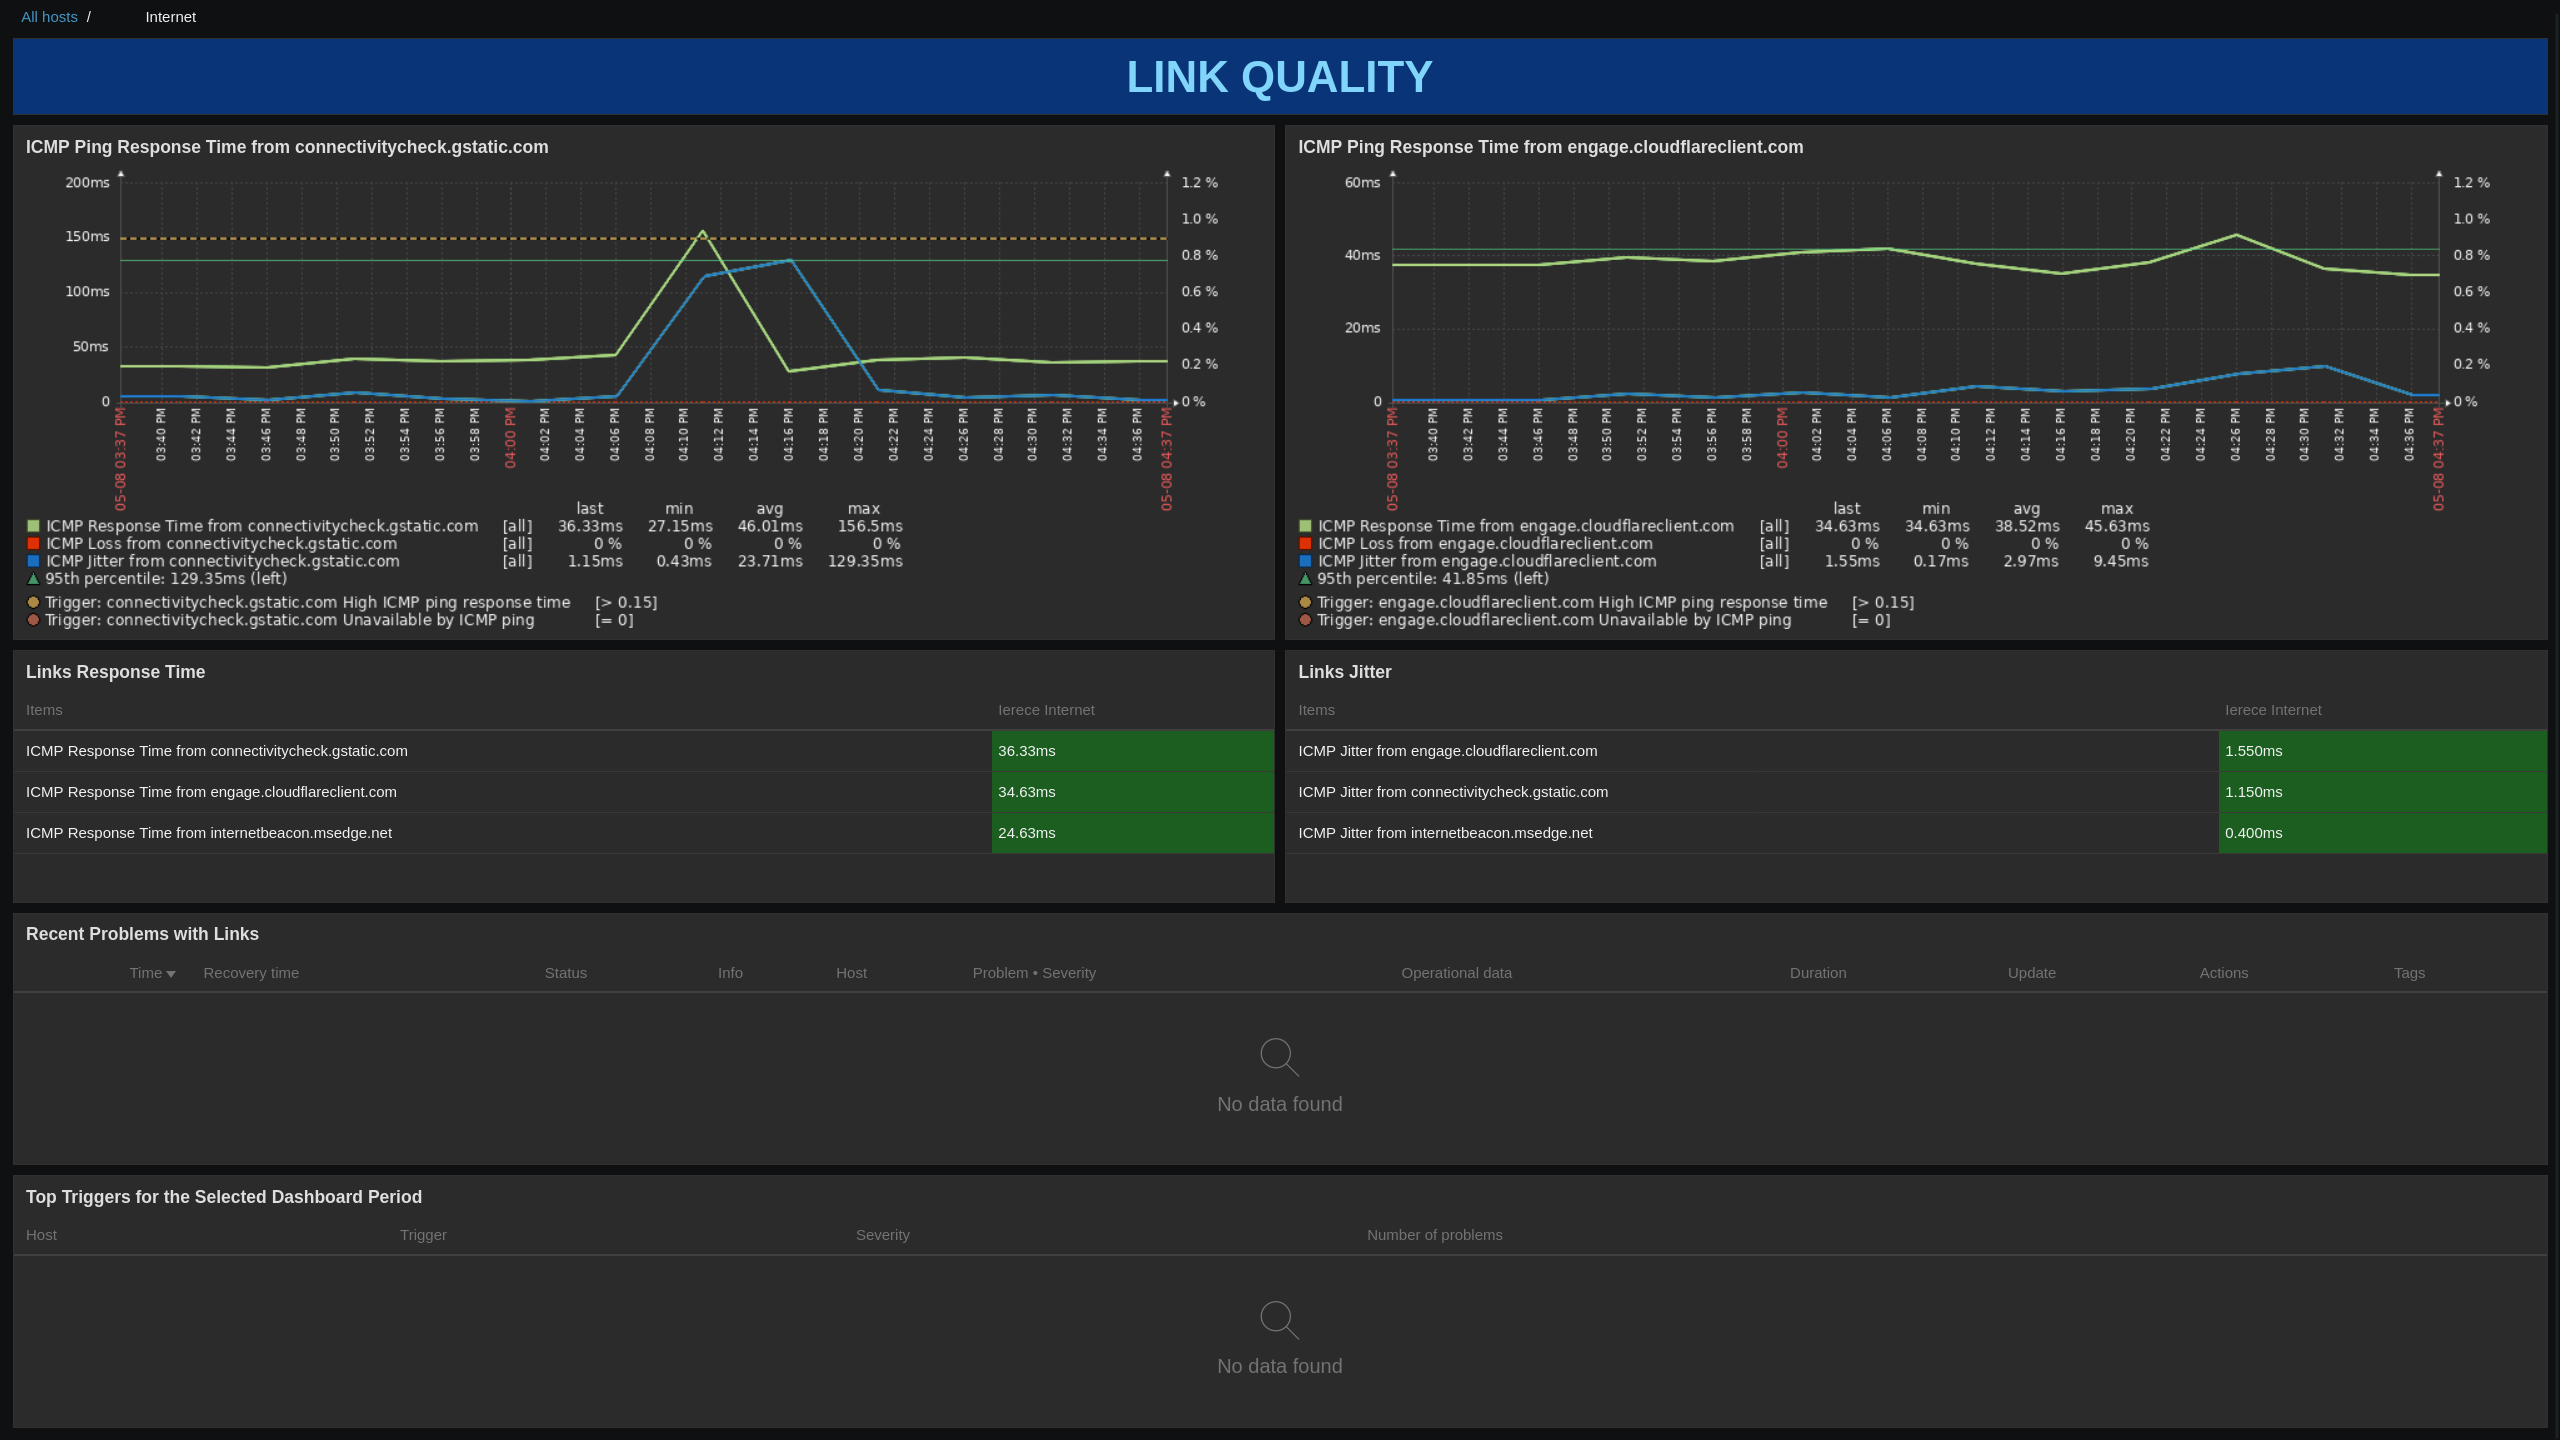 All hosts / Internet
LINK QUALITY
ICMP Ping Response Time from connectivitycheck.gstatic.com
200ms
150ms
100ms
50ms
0
1.2 %
1.0 %
0.8 %
0.6 %
0.4 %
0.2 %
0 %
05-08 03:37 PM
03:40 PM
03:42 PM
03:44 PM
03:46 PM
03:48 PM
03:50 PM
03:52 PM
03:54 PM
03:56 PM
03:58 PM
04:00 PM
04:02 PM
04:04 PM
04:06 PM
04:08 PM
04:10 PM
04:12 PM
04:14 PM
04:16 PM
04:18 PM
04:20 PM
04:22 PM
04:24 PM
04:26 PM
04:28 PM
04:30 PM
04:32 PM
04:34 PM
04:36 PM
05-08 04:37 PM
last min avg max
ICMP Response Time from connectivitycheck.gstatic.com [all] 36.33ms 27.15ms 46.01ms 156.5ms
ICMP Loss from connectivitycheck.gstatic.com [all] 0 % 0 % 0 % 0 %
ICMP Jitter from connectivitycheck.gstatic.com [all] 1.15ms 0.43ms 23.71ms 129.35ms
95th percentile: 129.35ms (left)
Trigger: connectivitycheck.gstatic.com High ICMP ping response time [> 0.15]
Trigger: connectivitycheck.gstatic.com Unavailable by ICMP ping [= 0]
ICMP Ping Response Time from engage.cloudflareclient.com
60ms
40ms
20ms
0
1.2 %
1.0 %
0.8 %
0.6 %
0.4 %
0.2 %
0 %
05-08 03:37 PM
03:40 PM
03:42 PM
03:44 PM
03:46 PM
03:48 PM
03:50 PM
03:52 PM
03:54 PM
03:56 PM
03:58 PM
04:00 PM
04:02 PM
04:04 PM
04:06 PM
04:08 PM
04:10 PM
04:12 PM
04:14 PM
04:16 PM
04:18 PM
04:20 PM
04:22 PM
04:24 PM
04:26 PM
04:28 PM
04:30 PM
04:32 PM
04:34 PM
04:36 PM
05-08 04:37 PM
last min avg max
ICMP Response Time from engage.cloudflareclient.com [all] 34.63ms 34.63ms 38.52ms 45.63ms
ICMP Loss from engage.cloudflareclient.com [all] 0 % 0 % 0 % 0 %
ICMP Jitter from engage.cloudflareclient.com [all] 1.55ms 0.17ms 2.97ms 9.45ms
95th percentile: 41.85ms (left)
Trigger: engage.cloudflareclient.com High ICMP ping response time [> 0.15]
Trigger: engage.cloudflareclient.com Unavailable by ICMP ping [= 0]
Links Response Time
Items Ierece Internet
ICMP Response Time from connectivitycheck.gstatic.com 36.33ms
ICMP Response Time from engage.cloudflareclient.com 34.63ms
ICMP Response Time from internetbeacon.msedge.net 24.63ms
Links Jitter
Items Ierece Internet
ICMP Jitter from engage.cloudflareclient.com 1.550ms
ICMP Jitter from connectivitycheck.gstatic.com 1.150ms
ICMP Jitter from internetbeacon.msedge.net 0.400ms
Recent Problems with Links
Time Recovery time Status Info Host Problem • Severity Operational data Duration Update Actions Tags
No data found
Top Triggers for the Selected Dashboard Period
Host Trigger Severity Number of problems
No data found